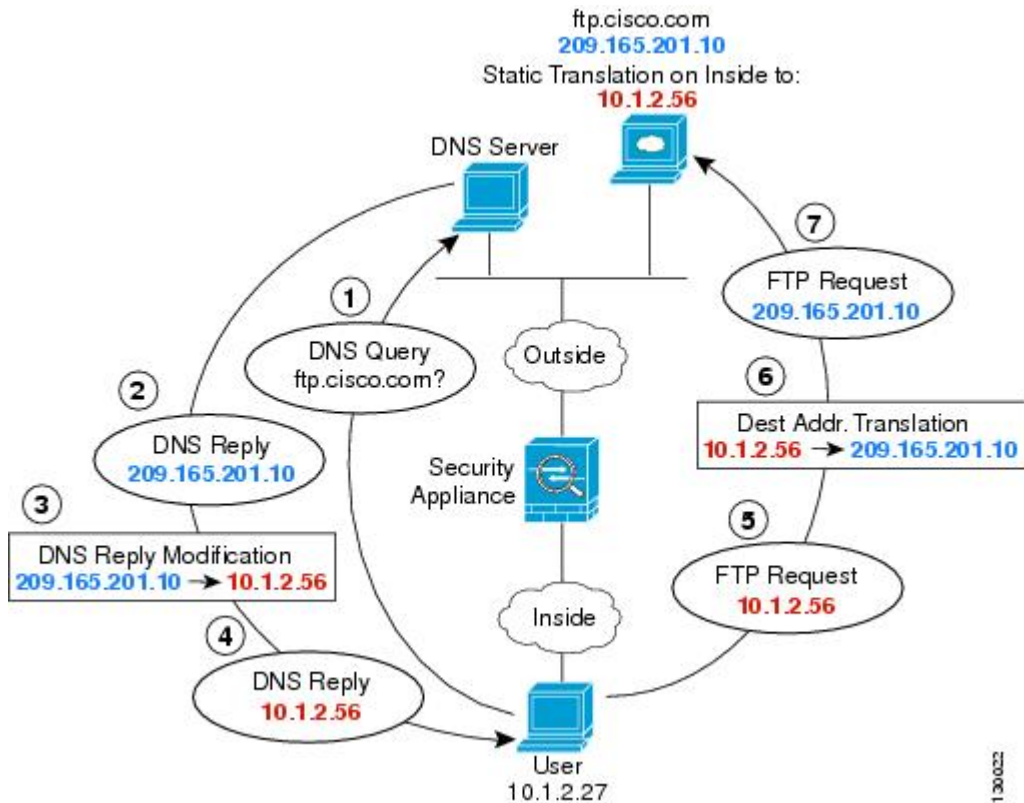 ftp.cisco.com
209.165.201.10
Static Translation on Inside to:
10.1.2.56
DNS Server
7
FTP Request
209.165.201.10
1
DNS Query
ftp.cisco.com?
Outside
2
DNS Reply
209.165.201.10
6
Dest Addr. Translation
10.1.2.56 → 209.165.201.10
Security
Appliance
3
DNS Reply Modification
209.165.201.10 → 10.1.2.56
5
FTP Request
10.1.2.56
Inside
4
DNS Reply
10.1.2.56
User
10.1.2.27
130022